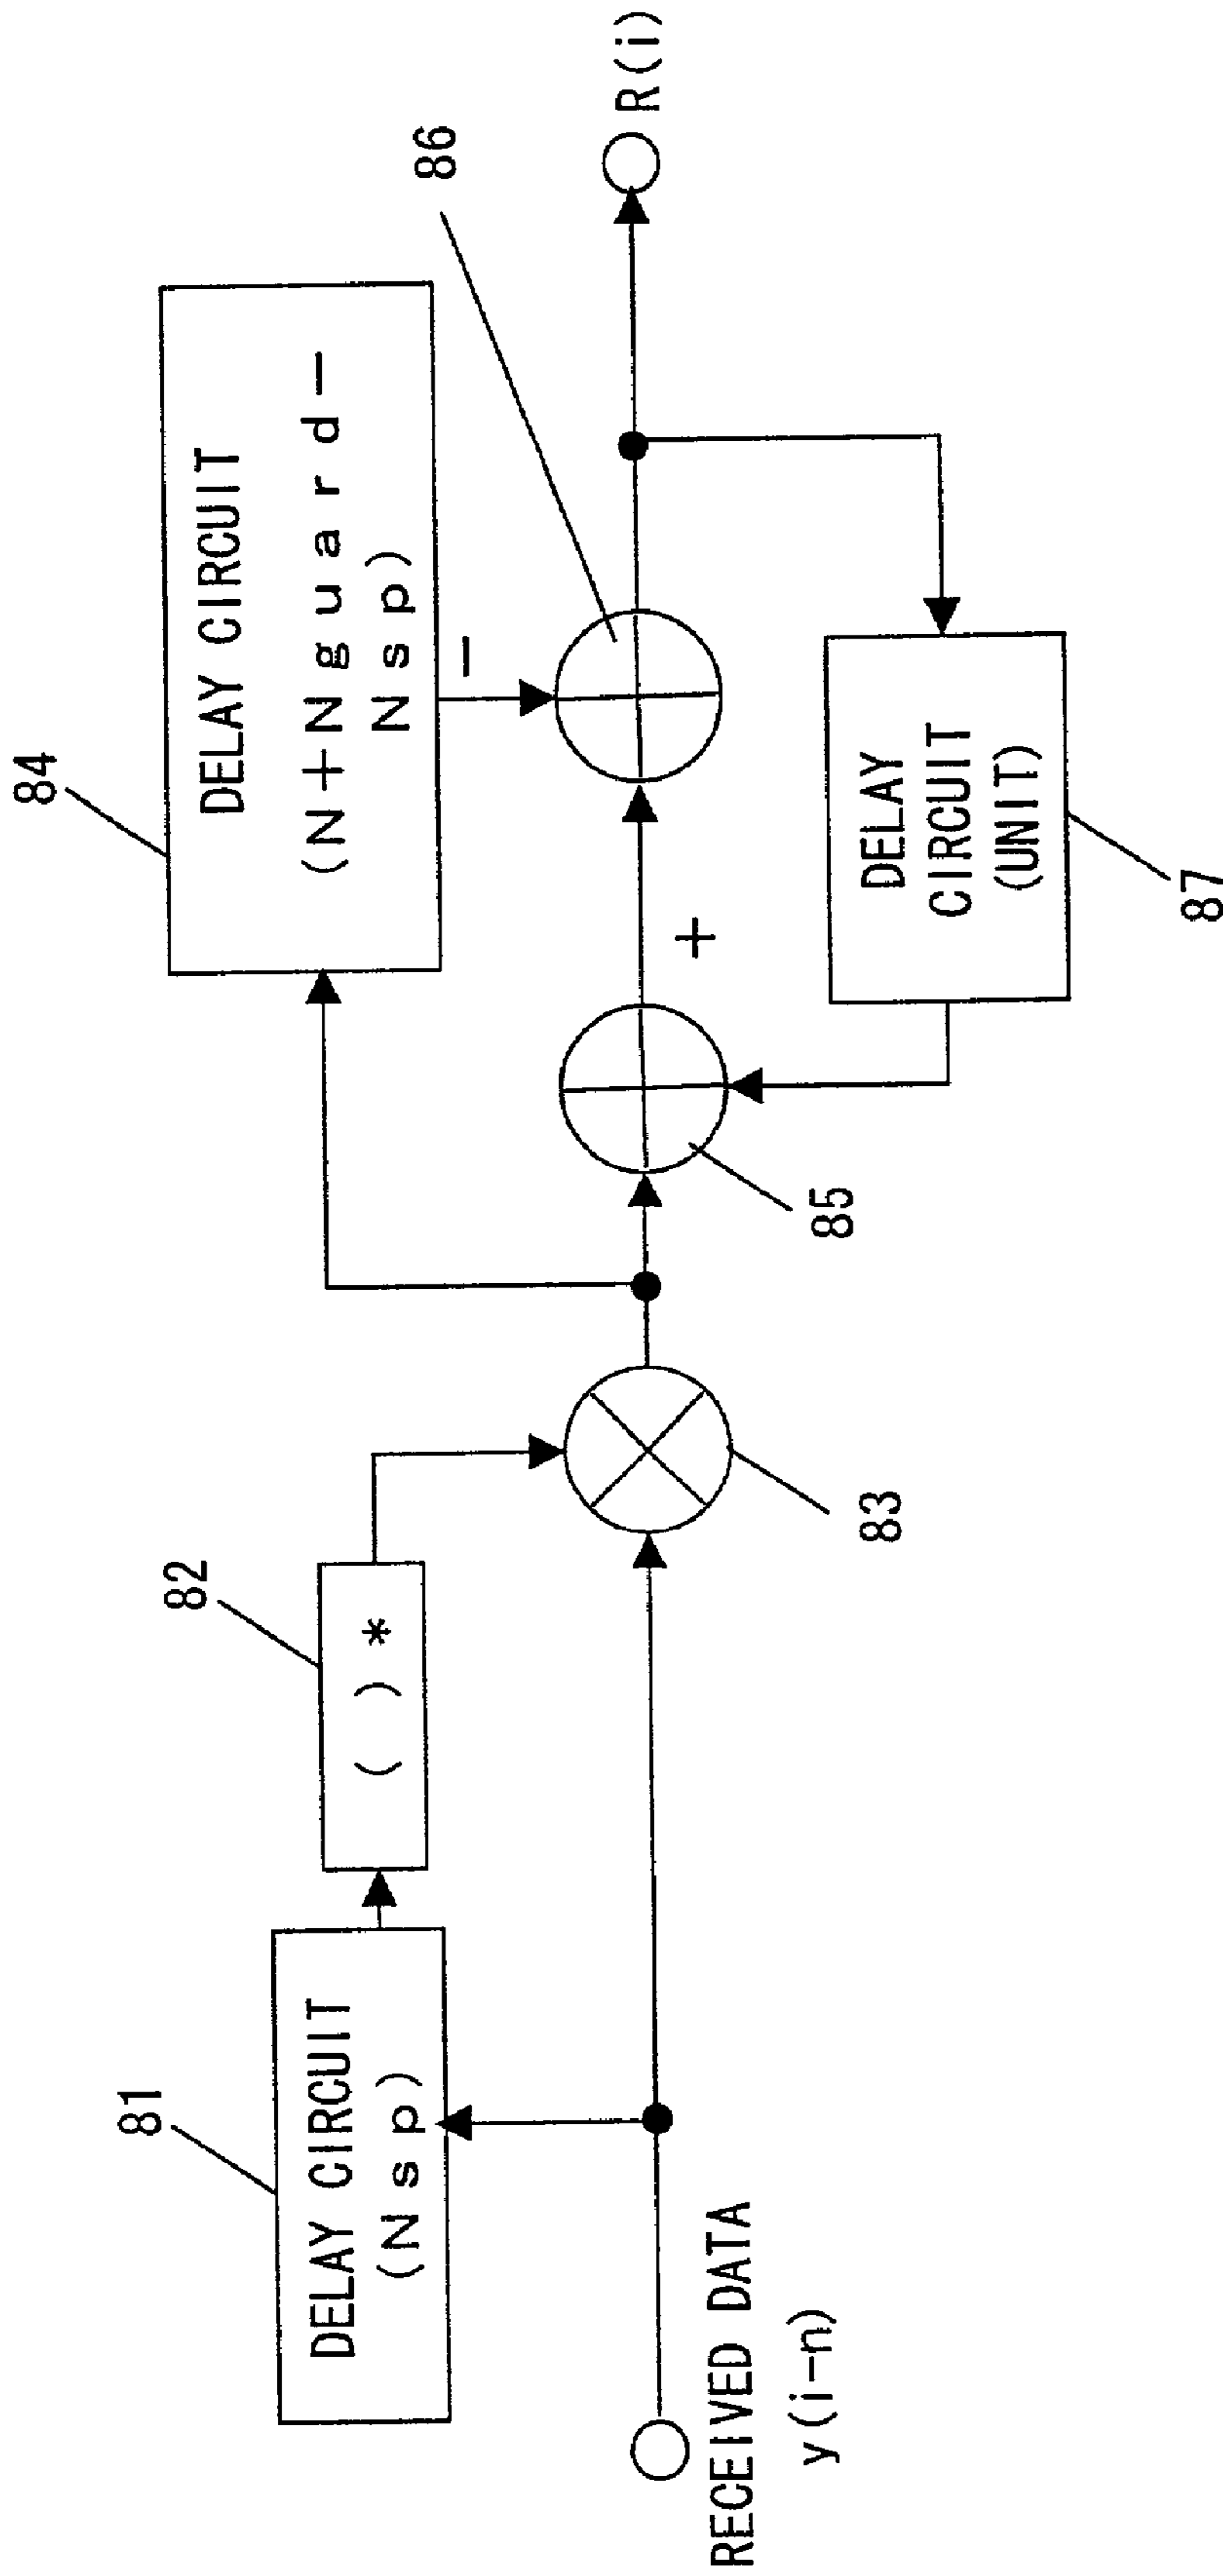 81
DELAY CIRCUIT
(Nsp)
82
( ) *
83
84
DELAY CIRCUIT
(N+Nguard-
Nsp)
−
86
R(i)
+
85
DELAY
CIRCUIT
(UNIT)
87
RECEIVED DATA
y(i-n)